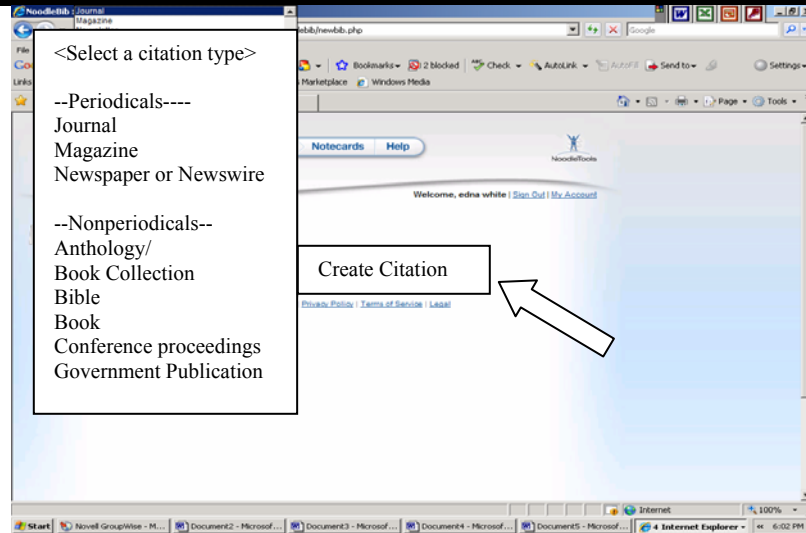 NoodleBib : Journal
Magazine
lebib/newbib.php
Google
File
Go
Bookmarks
2 blocked
Check
AutoLink
AutoFill
Send to
Settings
Links
Marketplace
Windows Media
Page
Tools
<Select a citation type>
--Periodicals----
Journal
Magazine
Newspaper or Newswire
--Nonperiodicals--
Anthology/
Book Collection
Bible
Book
Conference proceedings
Government Publication
Notecards Help
NoodleTools
Welcome, edna white | Sign Out | My Account
Create Citation
Privacy Policy | Terms of Service | Legal
Internet
100%
Start
Novell GroupWise - M...
Document2 - Microsof...
Document3 - Microsof...
Document4 - Microsof...
Document5 - Microsof...
4 Internet Explorer
6:02 PM